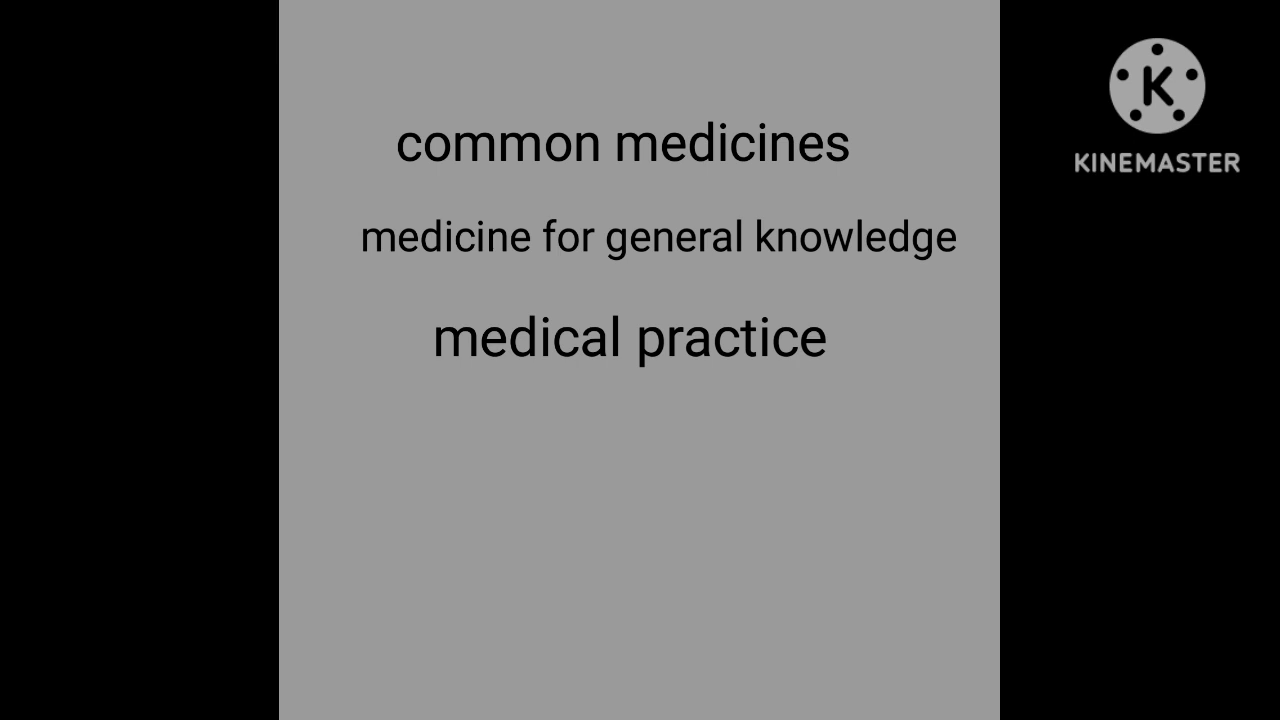 common medicines
medicine for general knowledge
medical practice
K
KINEMASTER